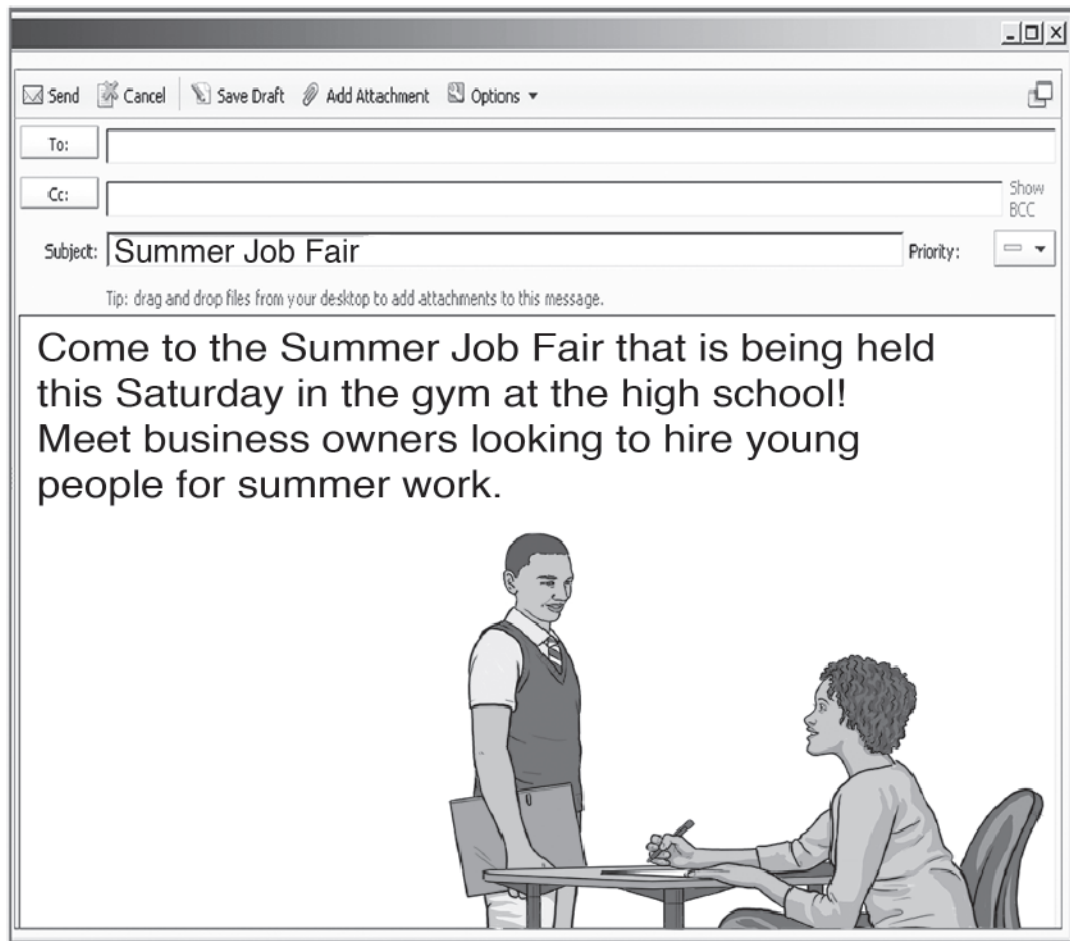 Send Cancel Save Draft Add Attachment Options
To:
Cc:
Show
BCC
Subject: Summer Job Fair Priority:
Tip: drag and drop files from your desktop to add attachments to this message.
Come to the Summer Job Fair that is being held
this Saturday in the gym at the high school!
Meet business owners looking to hire young
people for summer work.